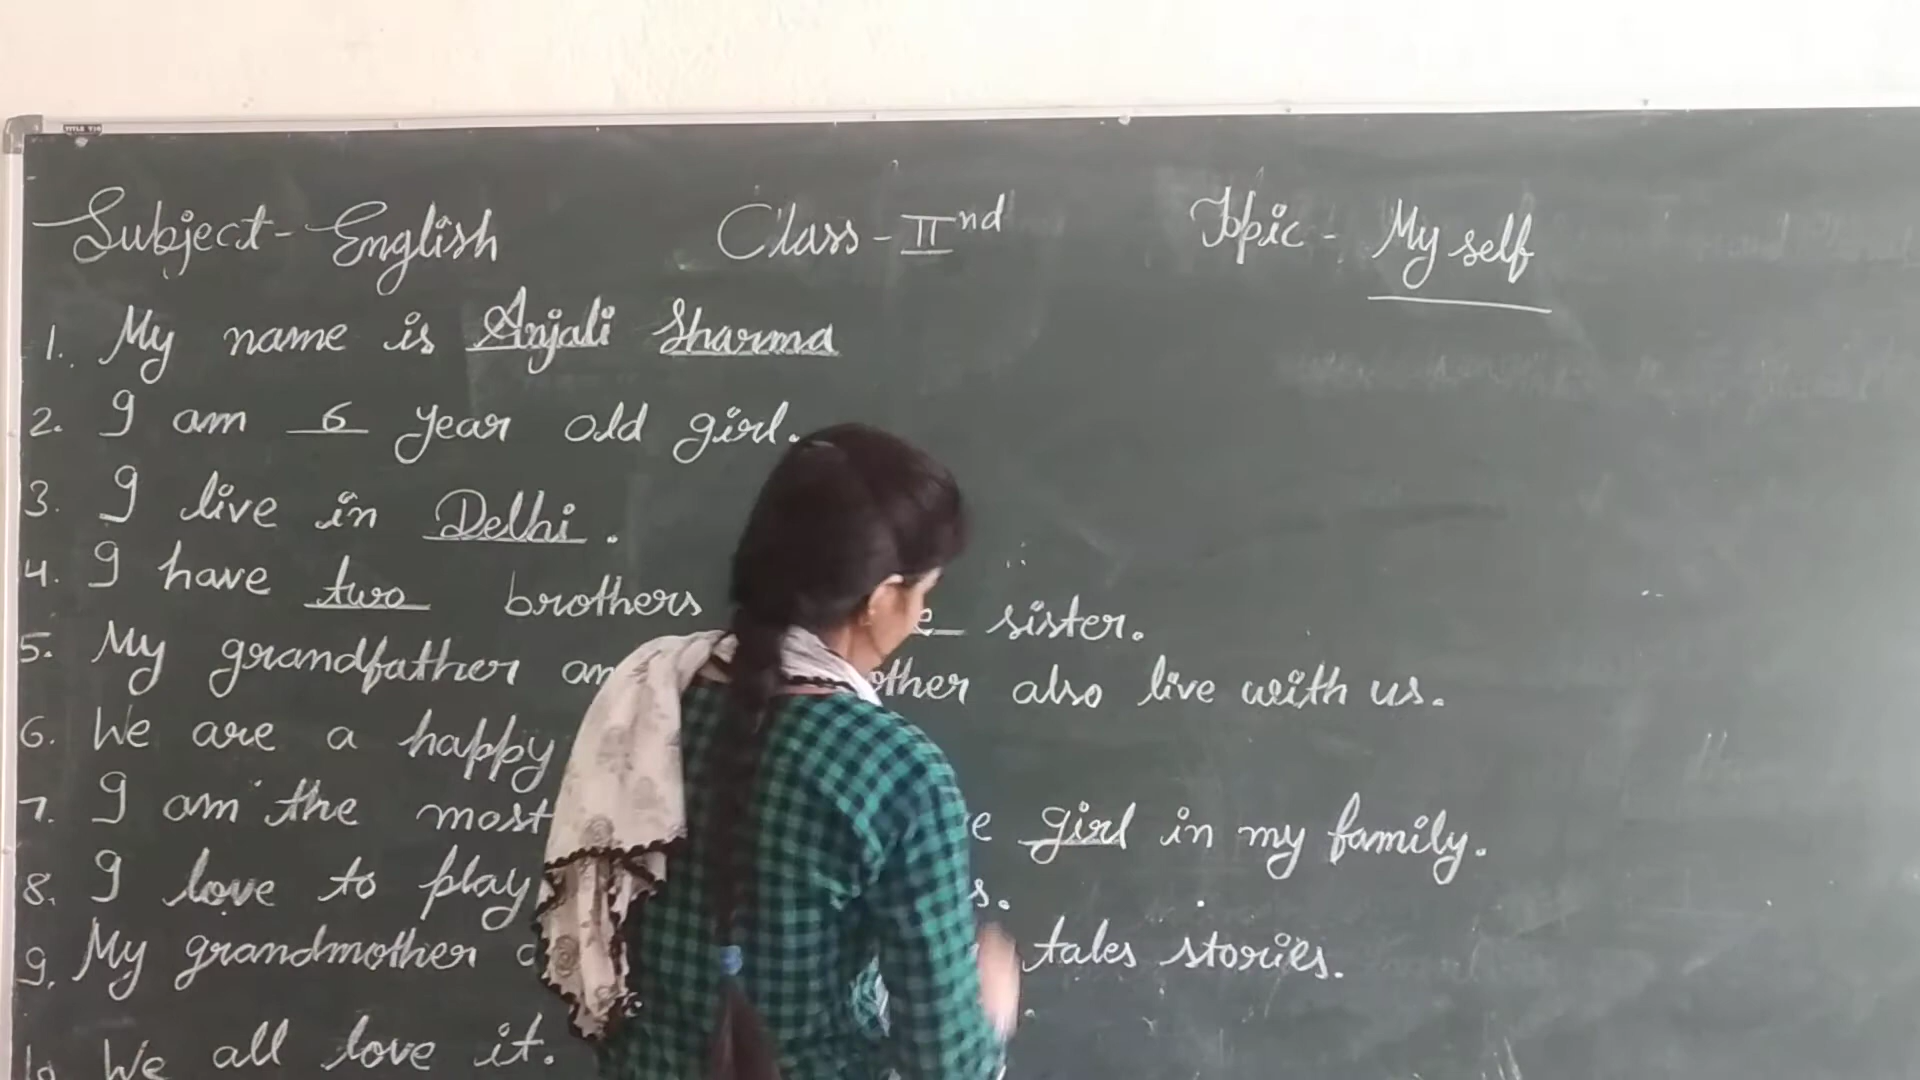 Subject - English Class - IInd Topic - My self
1. My name is Anjali Sharma
2. I am 6 year old girl.
3. I live in Delhi.
4. I have two brothers sister.
5. My grandfather also live with us.
6. We are a happy
7. I am the most girl in my family.
8. I love to play
9. My grandmother tales stories.
10. We all love it.